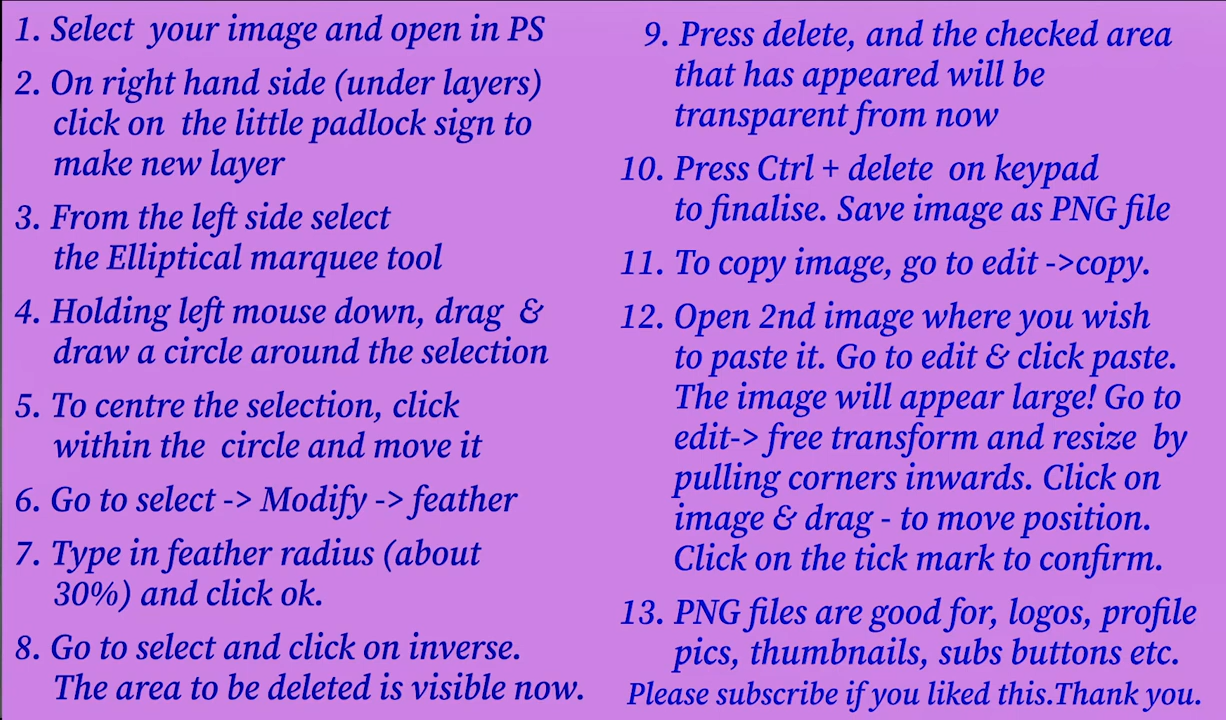 1. Select your image and open in PS
2. On right hand side (under layers)
click on the little padlock sign to
make new layer
3. From the left side select
the Elliptical marquee tool
4. Holding left mouse down, drag &
draw a circle around the selection
5. To centre the selection, click
within the circle and move it
6. Go to select -> Modify -> feather
7. Type in feather radius (about
30%) and click ok.
8. Go to select and click on inverse.
The area to be deleted is visible now.
9. Press delete, and the checked area
that has appeared will be
transparent from now
10. Press Ctrl + delete on keypad
to finalise. Save image as PNG file
11. To copy image, go to edit ->copy.
12. Open 2nd image where you wish
to paste it. Go to edit & click paste.
The image will appear large! Go to
edit-> free transform and resize by
pulling corners inwards. Click on
image & drag - to move position.
Click on the tick mark to confirm.
13. PNG files are good for, logos, profile
pics, thumbnails, subs buttons etc.
Please subscribe if you liked this.Thank you.